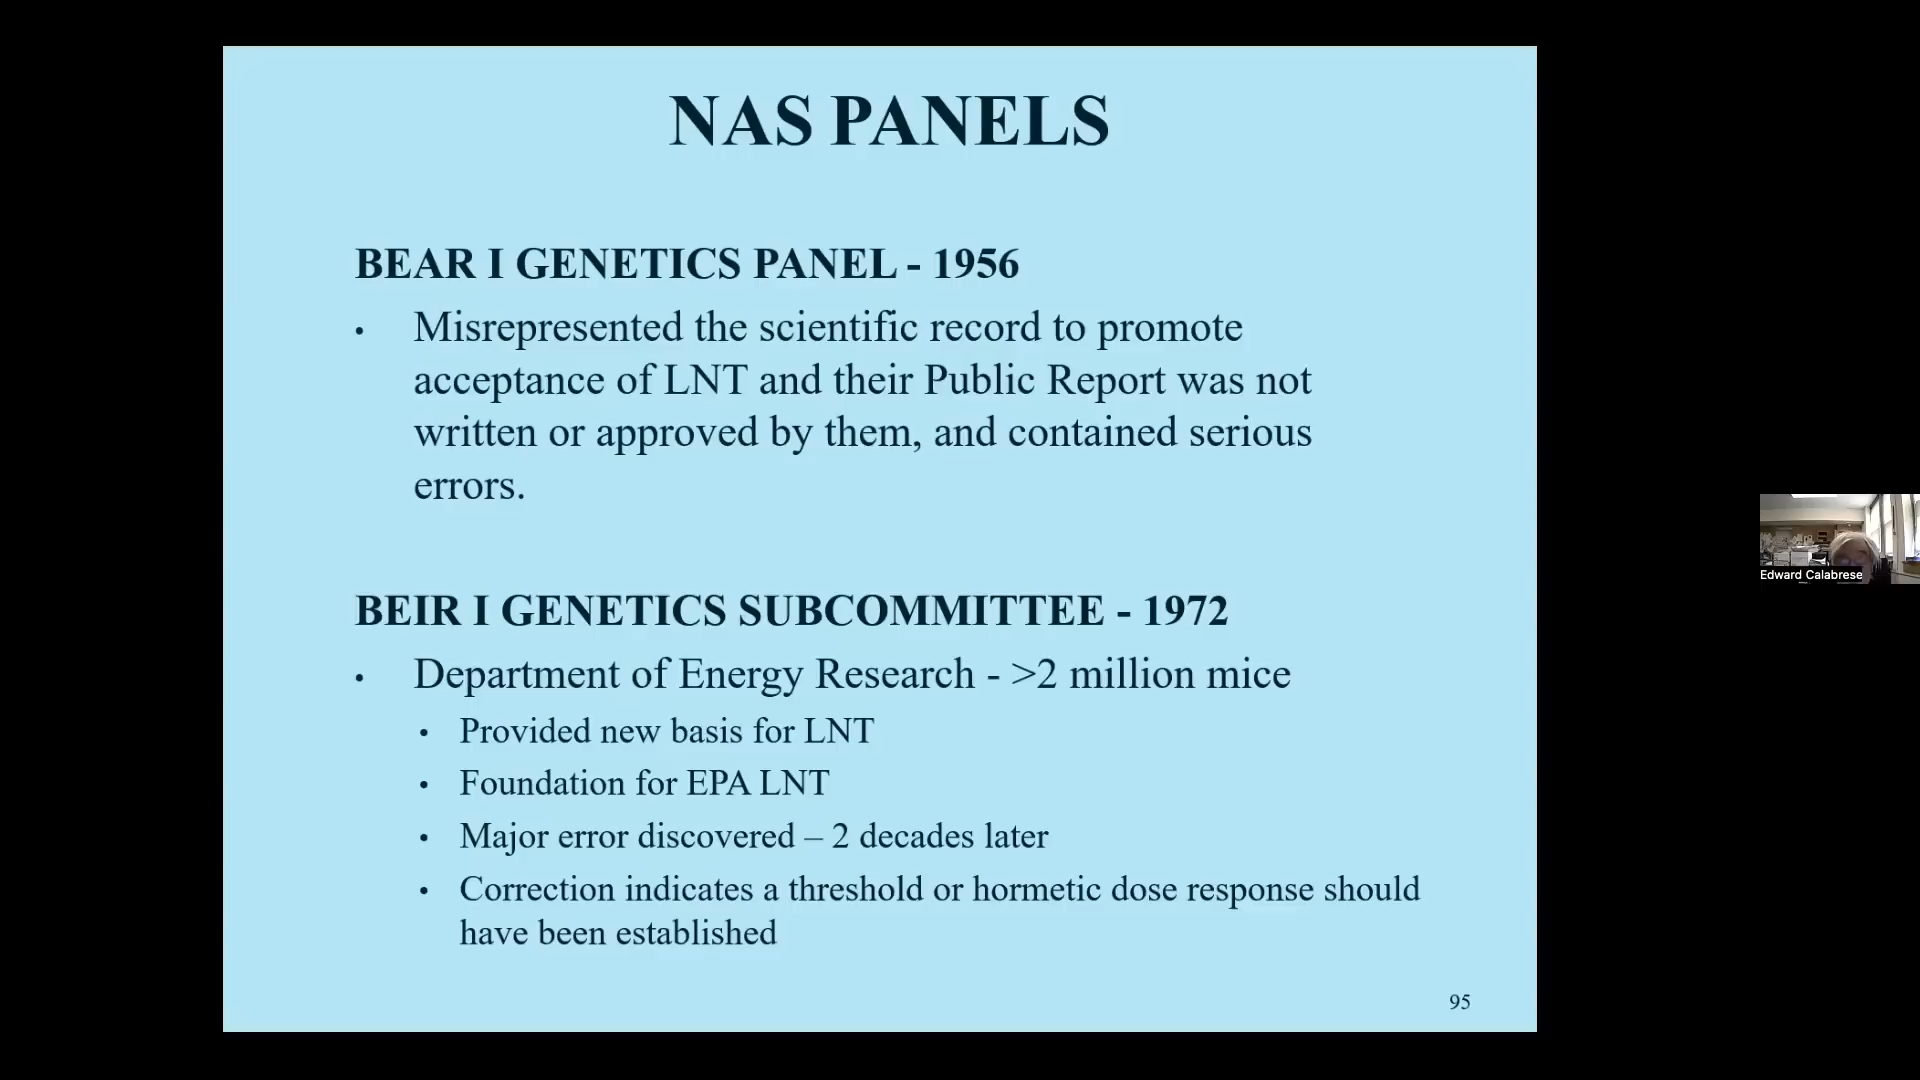 NAS PANELS
BEAR I GENETICS PANEL - 1956
• Misrepresented the scientific record to promote
acceptance of LNT and their Public Report was not
written or approved by them, and contained serious
errors.
BEIR I GENETICS SUBCOMMITTEE - 1972
• Department of Energy Research - >2 million mice
• Provided new basis for LNT
• Foundation for EPA LNT
• Major error discovered – 2 decades later
• Correction indicates a threshold or hormetic dose response should
have been established
95
Edward Calabrese